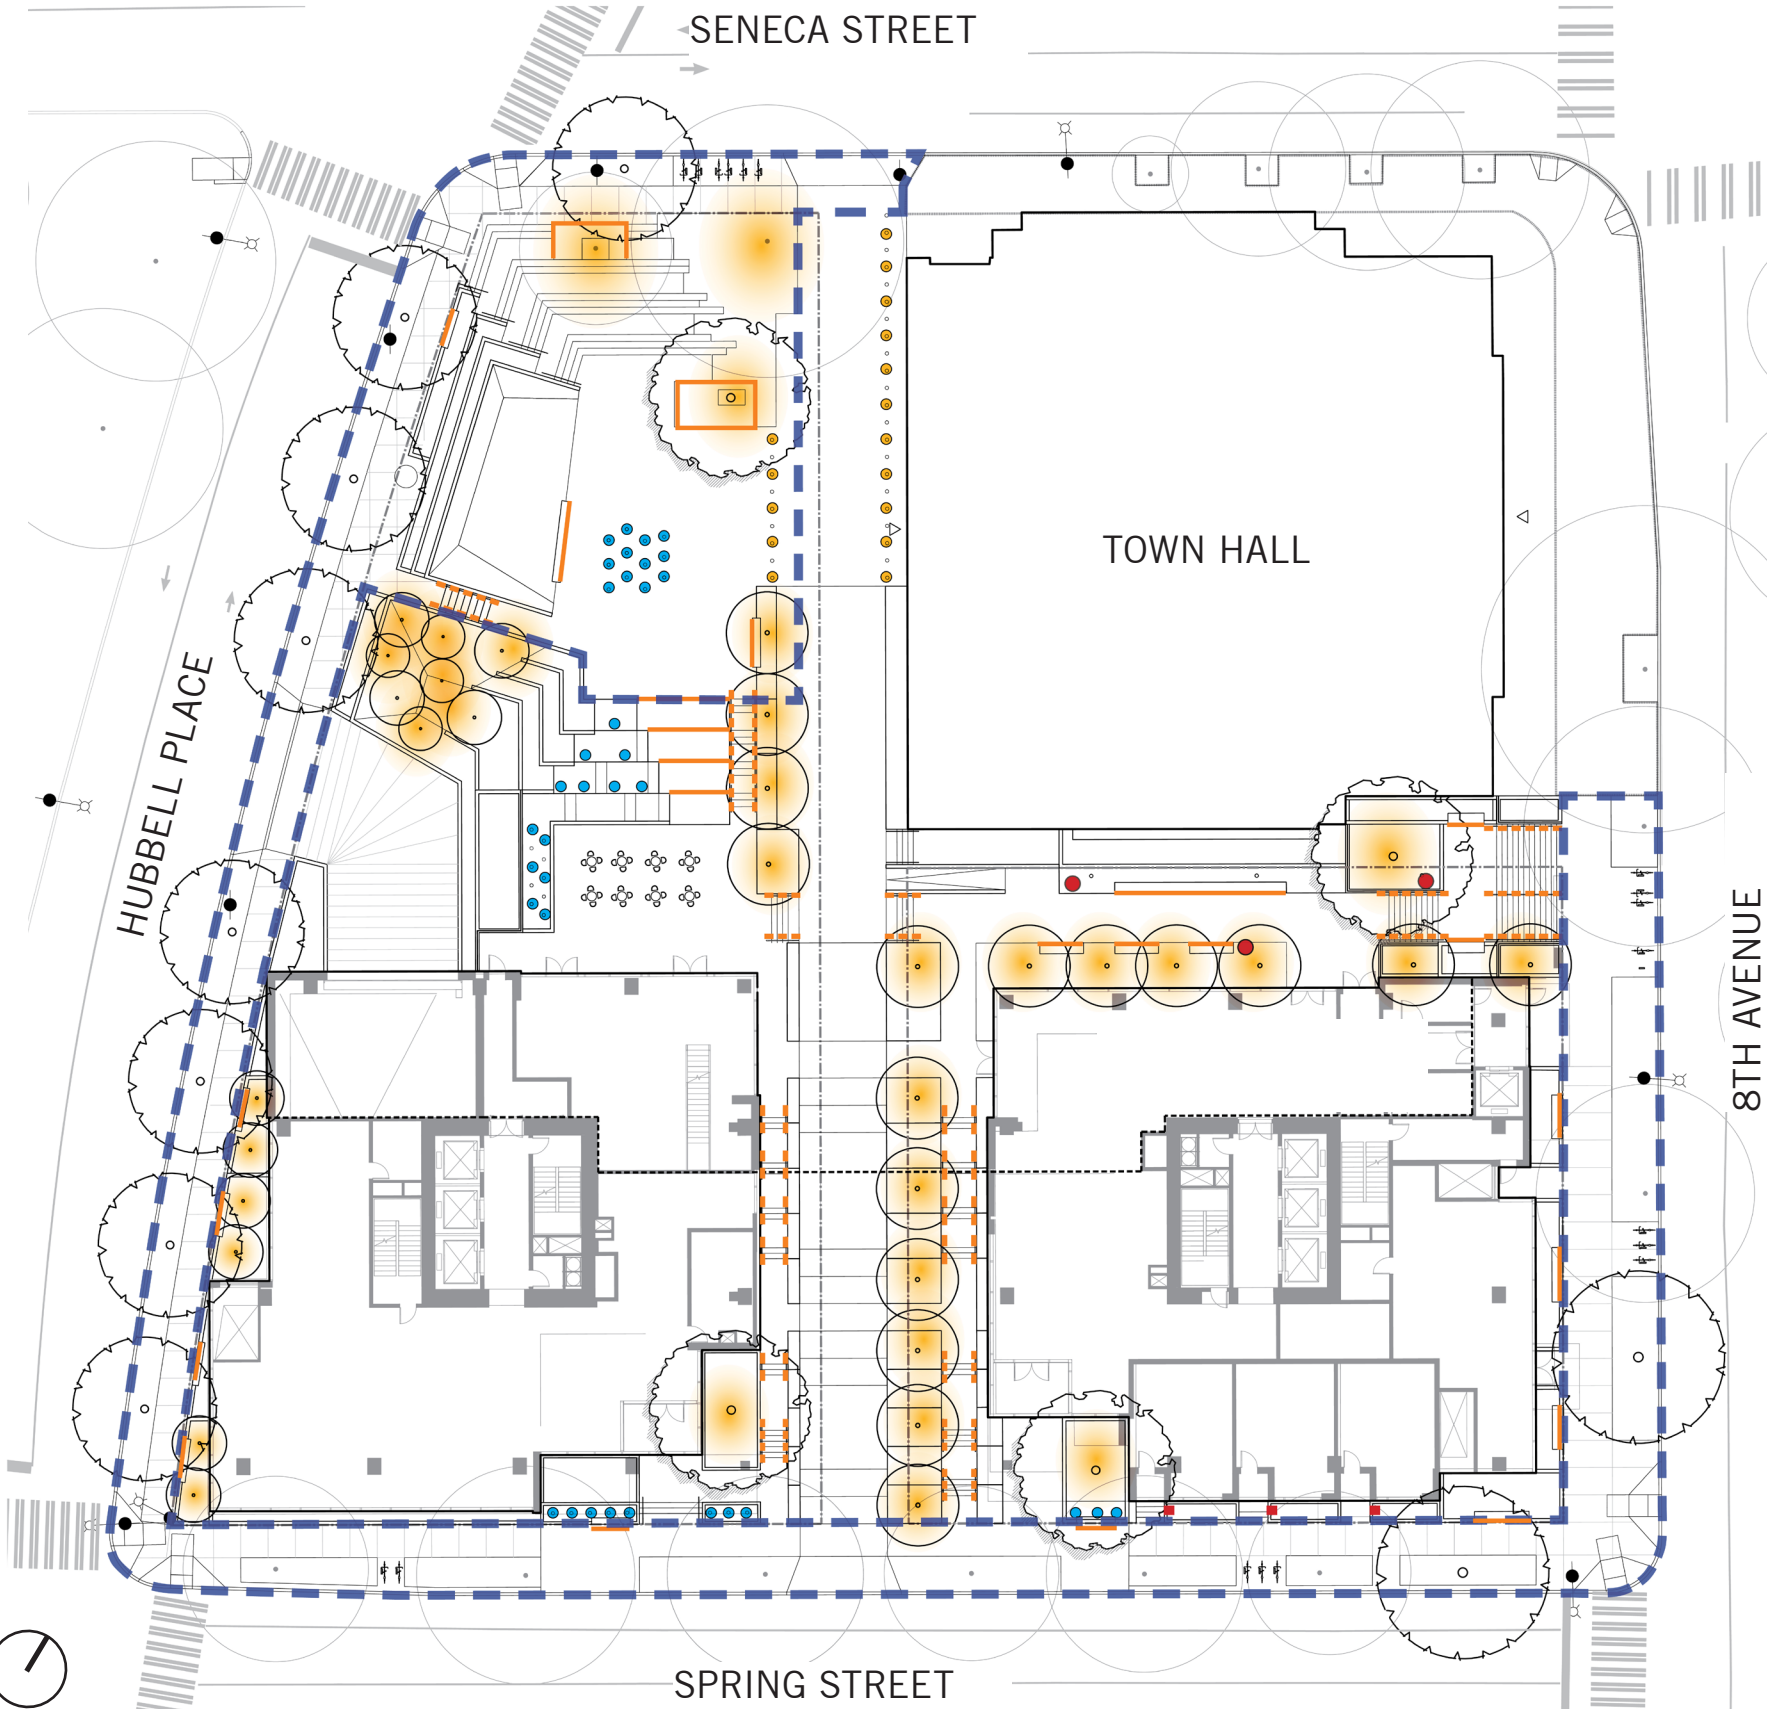 SENECA STREET
TOWN HALL
HUBBELL PLACE
8TH AVENUE
SPRING STREET